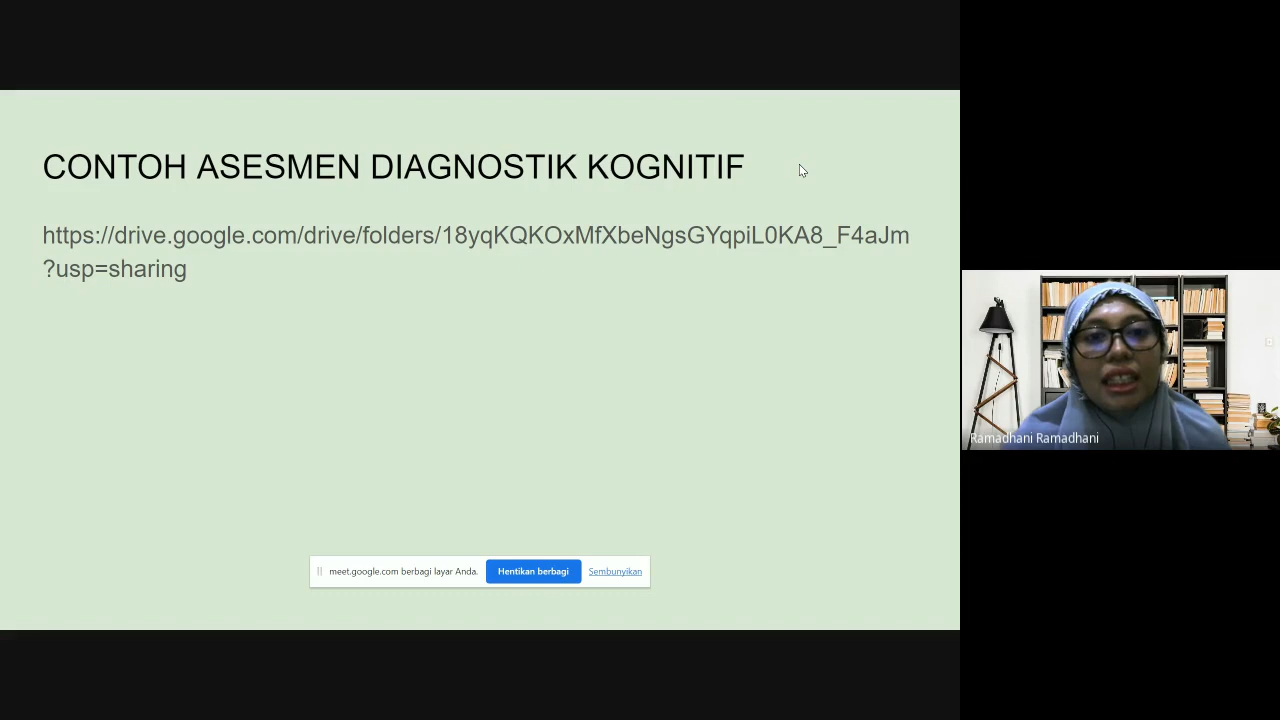 CONTOH ASESMEN DIAGNOSTIK KOGNITIF
https://drive.google.com/drive/folders/18yqKQKOxMfXbeNgsGYqpiL0KA8_F4aJm
?usp=sharing
meet.google.com berbagi layar Anda. Hentikan berbagi Sembunyikan
Ramadhani Ramadhani